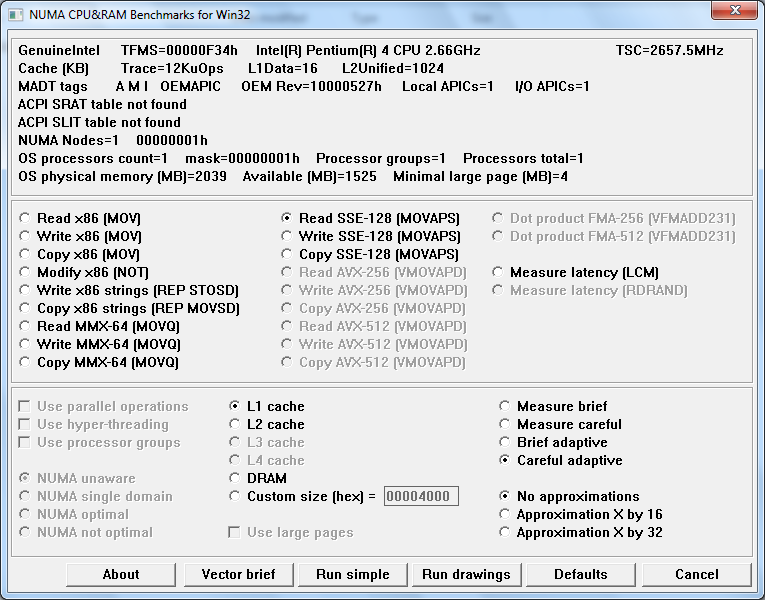 NUMA CPU&RAM Benchmarks for Win32
GenuineIntel TFMS=00000F34h Intel(R) Pentium(R) 4 CPU 2.66GHz TSC=2657.5MHz
Cache (KB) Trace=12KuOps L1Data=16 L2Unified=1024
MADT tags A M I OEMAPIC OEM Rev=10000527h Local APICs=1 I/O APICs=1
ACPI SRAT table not found
ACPI SLIT table not found
NUMA Nodes=1 00000001h
OS processors count=1 mask=00000001h Processor groups=1 Processors total=1
OS physical memory (MB)=2039 Available (MB)=1525 Minimal large page (MB)=4
Read x86 (MOV)
Write x86 (MOV)
Copy x86 (MOV)
Modify x86 (NOT)
Write x86 strings (REP STOSD)
Copy x86 strings (REP MOVSD)
Read MMX-64 (MOVQ)
Write MMX-64 (MOVQ)
Copy MMX-64 (MOVQ)
Read SSE-128 (MOVAPS)
Write SSE-128 (MOVAPS)
Copy SSE-128 (MOVAPS)
Read AVX-256 (VMOVAPD)
Write AVX-256 (VMOVAPD)
Copy AVX-256 (VMOVAPD)
Read AVX-512 (VMOVAPD)
Write AVX-512 (VMOVAPD)
Copy AVX-512 (VMOVAPD)
Dot product FMA-256 (VFMADD231)
Dot product FMA-512 (VFMADD231)
Measure latency (LCM)
Measure latency (RDRAND)
Use parallel operations
Use hyper-threading
Use processor groups
NUMA unaware
NUMA single domain
NUMA optimal
NUMA not optimal
L1 cache
L2 cache
L3 cache
L4 cache
DRAM
Custom size (hex) = 00004000
Use large pages
Measure brief
Measure careful
Brief adaptive
Careful adaptive
No approximations
Approximation X by 16
Approximation X by 32
About Vector brief Run simple Run drawings Defaults Cancel